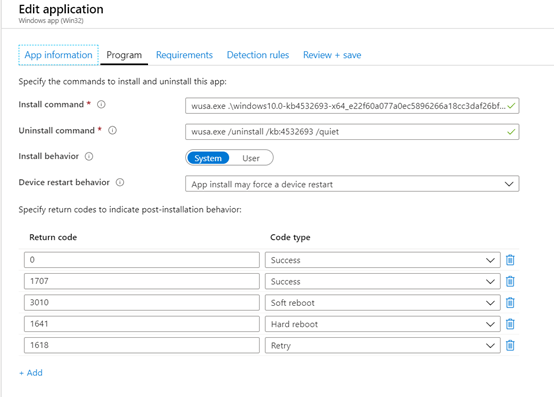 Edit application
Windows app (Win32)
App information
Program
Requirements
Detection rules
Review + save
Specify the commands to install and uninstall this app:
Install command *
wusa.exe .\windows10.0-kb4532693-x64_e22f60a077a0ec5896266a18cc3daf26bf...
Uninstall command *
wusa.exe /uninstall /kb:4532693 /quiet
Install behavior
System
User
Device restart behavior
App install may force a device restart
Specify return codes to indicate post-installation behavior:
Return code
Code type
0
Success
1707
Success
3010
Soft reboot
1641
Hard reboot
1618
Retry
+ Add